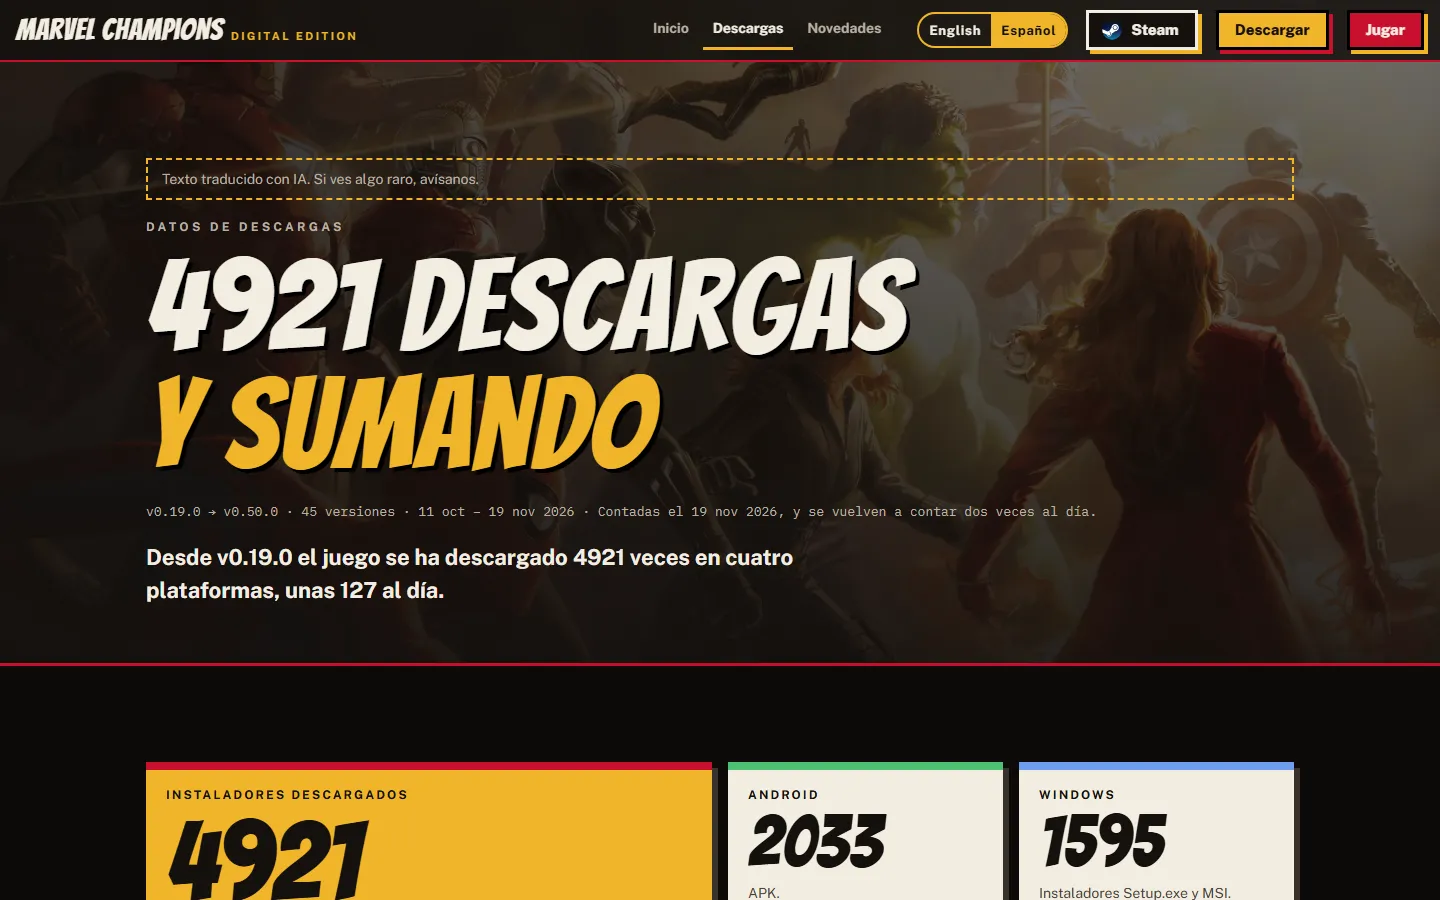 MARVEL CHAMPIONS DIGITAL EDITION
Inicio Descargas Novedades English Español Steam Descargar Jugar
Texto traducido con IA. Si ves algo raro, avísanos.
DATOS DE DESCARGAS
4921 DESCARGAS
Y SUMANDO
v0.19.0 → v0.50.0 · 45 versiones · 11 oct – 19 nov 2026 · Contadas el 19 nov 2026, y se vuelven a contar dos veces al día.
Desde v0.19.0 el juego se ha descargado 4921 veces en cuatro
plataformas, unas 127 al día.
INSTALADORES DESCARGADOS
4921
ANDROID
2033
APK.
WINDOWS
1595
Instaladores Setup.exe y MSI.